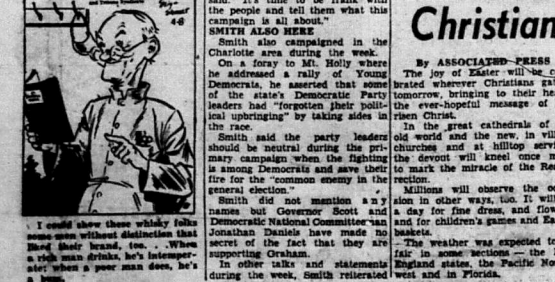 4-8
I could show these whisky folks
some men without distinction that
liked their brand, too. . . .When
a rich man drinks, he's intemper-
ate; when a poor man does, he's
a
said. "It's time to be frank with
the people and tell them what this
campaign is all about."
SMITH ALSO HERE
Smith also campaigned in the
Charlotte area during the week.
On a foray to Mt. Holly where
he addressed a rally of Young
Democrats, he asserted that some
of the state's Democratic Party
leaders had "forgotten their polit-
ical upbringing" by taking sides in
the race.
Smith said the party leaders
should be neutral during the pri-
mary campaign when the fighting
is among Democrats and save their
fire for the "common enemy in the
general election."
Smith did not mention any
names but Governor Scott and
Democratic National Committeeman
Jonathan Daniels have made no
secret of the fact that they are
supporting Graham.
In other talks and statements
during the week, Smith reiterated
Christian
By ASSOCIATED PRESS
The joy of Easter will be c
brated wherever Christians ga
tomorrow, bringing to their he
the ever-hopeful message of
risen Christ.
In the great cathedrals of
old world and the new, in vill
churches and at hilltop servi
the devout will kneel once m
to mark the miracle of the Re
rection.
Millions will observe the o
sion in other ways, too. It will
a day for fine dress, and flow
and for children's games and Ea
baskets.
The weather was expected to
fair in some sections — the
England states, the Pacific No
west and in Florida.